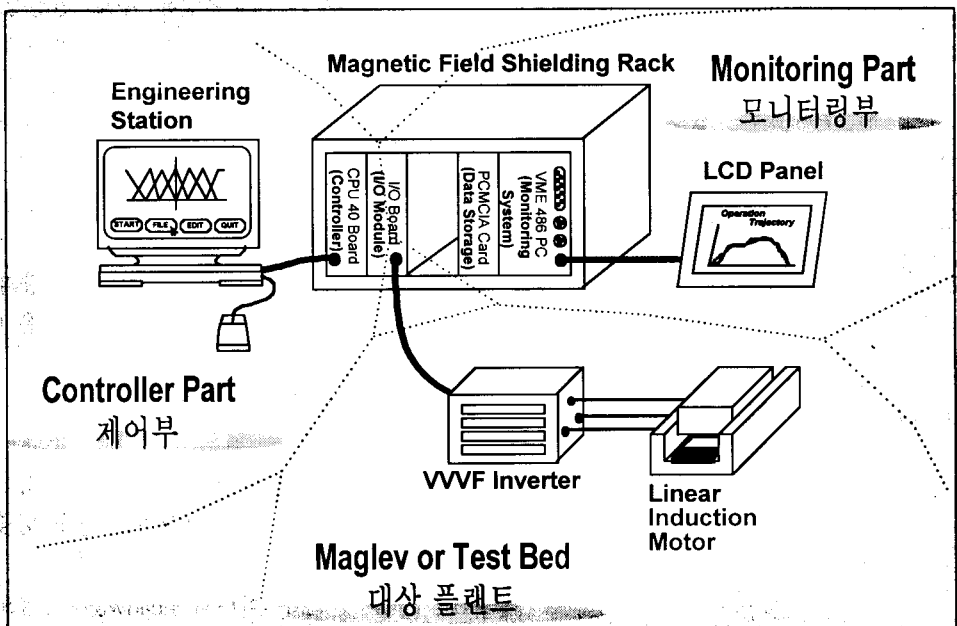 Magnetic Field Shielding Rack
Monitoring Part
모니터링부
Engineering
Station
START
FILE
EDIT
QUIT
CPU 40 Board
(Controller)
I/O Board
(I/O Module)
PCMCIA Card
(Data Storage)
VME 486 PC
(Monitoring
System)
LCD Panel
Operation
Trajectory
Controller Part
제어부
VVVF Inverter
Linear
Induction
Motor
Maglev or Test Bed
대상 플랜트